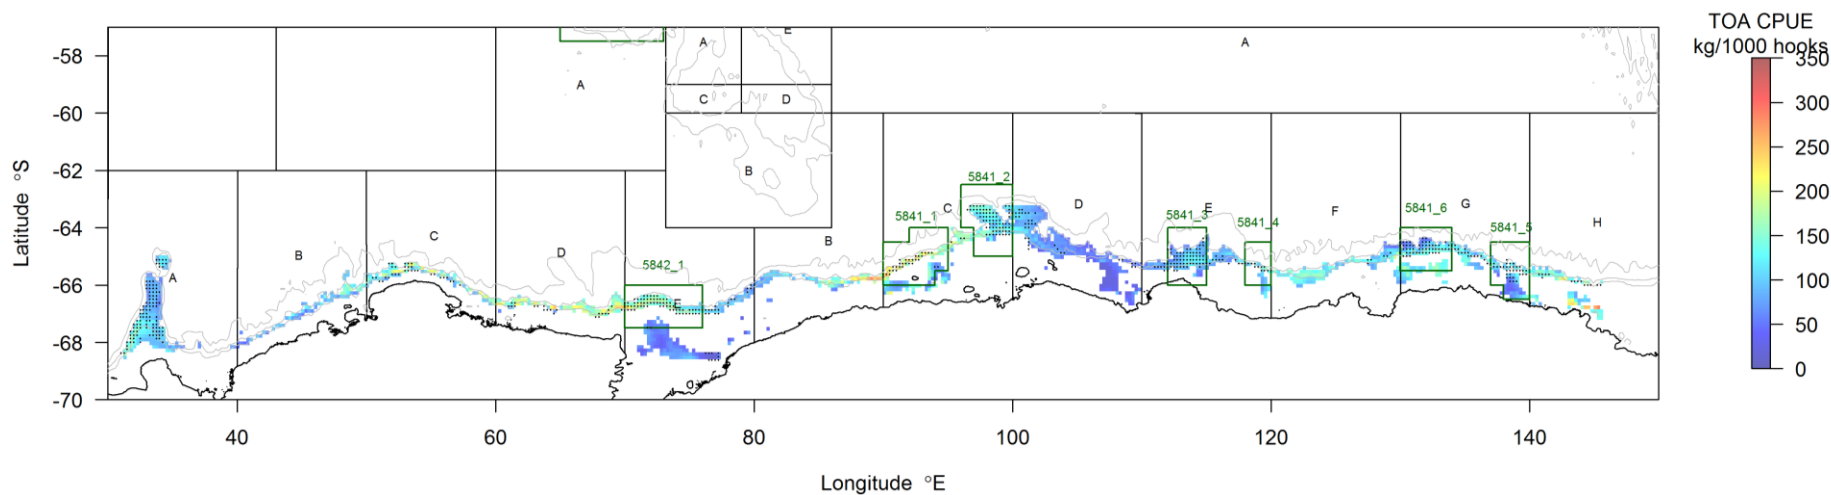 TOA CPUE
kg/1000 hooks
350
300
250
200
150
100
50
0
-58
-60
-62
-64
-66
-68
-70
Latitude °S
A
E
A
A
C
D
A
B
5841_2
C
D
5841_1
5841_3
E
5841_4
F
5841_6
G
5841_5
H
A
B
C
D
5842_1
E
B
40
60
80
100
120
140
Longitude °E